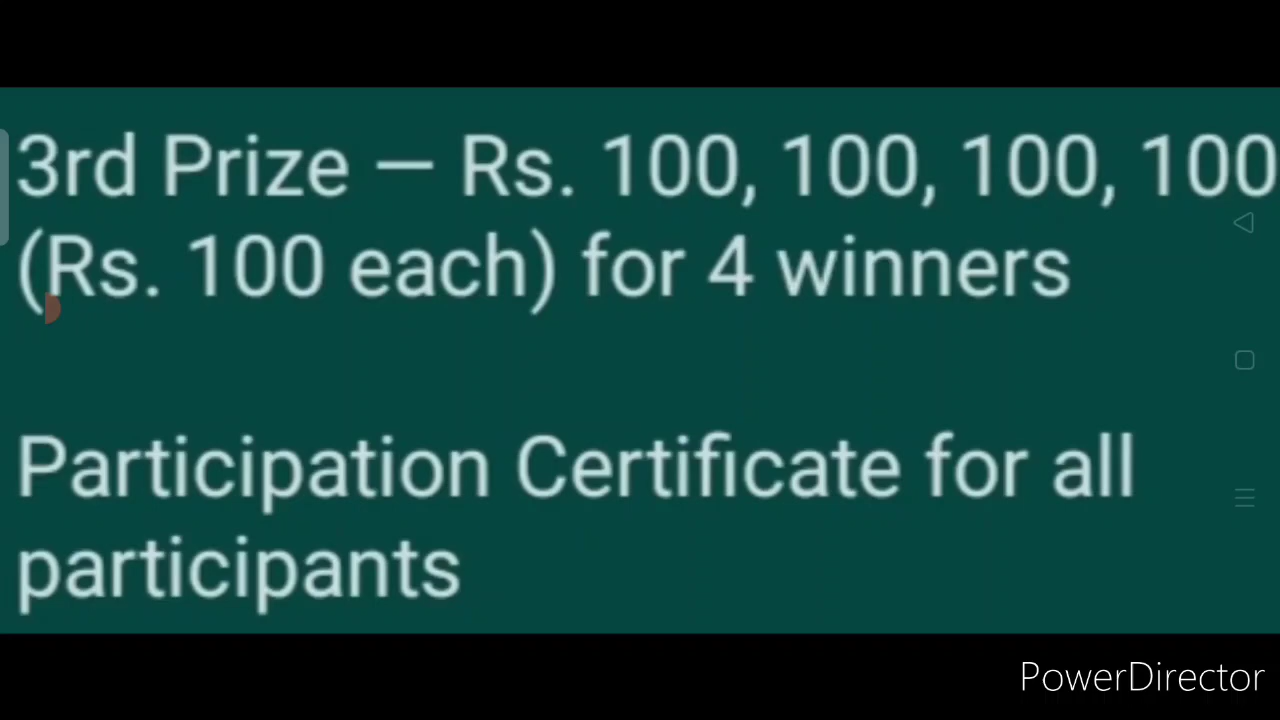 3rd Prize — Rs. 100, 100, 100, 100
(Rs. 100 each) for 4 winners
Participation Certificate for all
participants
PowerDirector